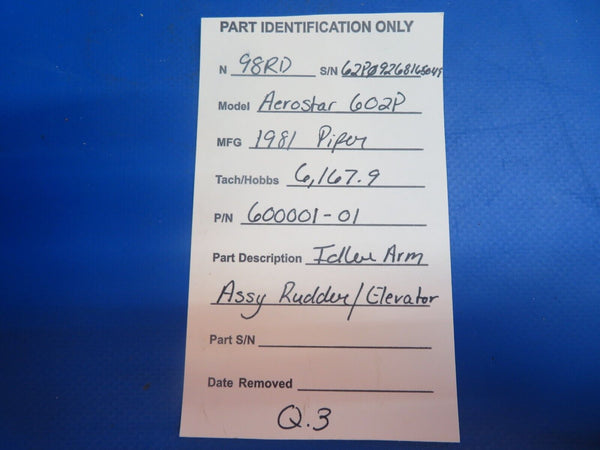 PART IDENTIFICATION ONLY
N 98RD S/N 62P09268165049
Model Aerostar 602P
MFG 1981 Piper
Tach/Hobbs 6,167.9
P/N 600001-01
Part Description Idler Arm
Assy Rudder/Elevator
Part S/N
Date Removed
Q.3